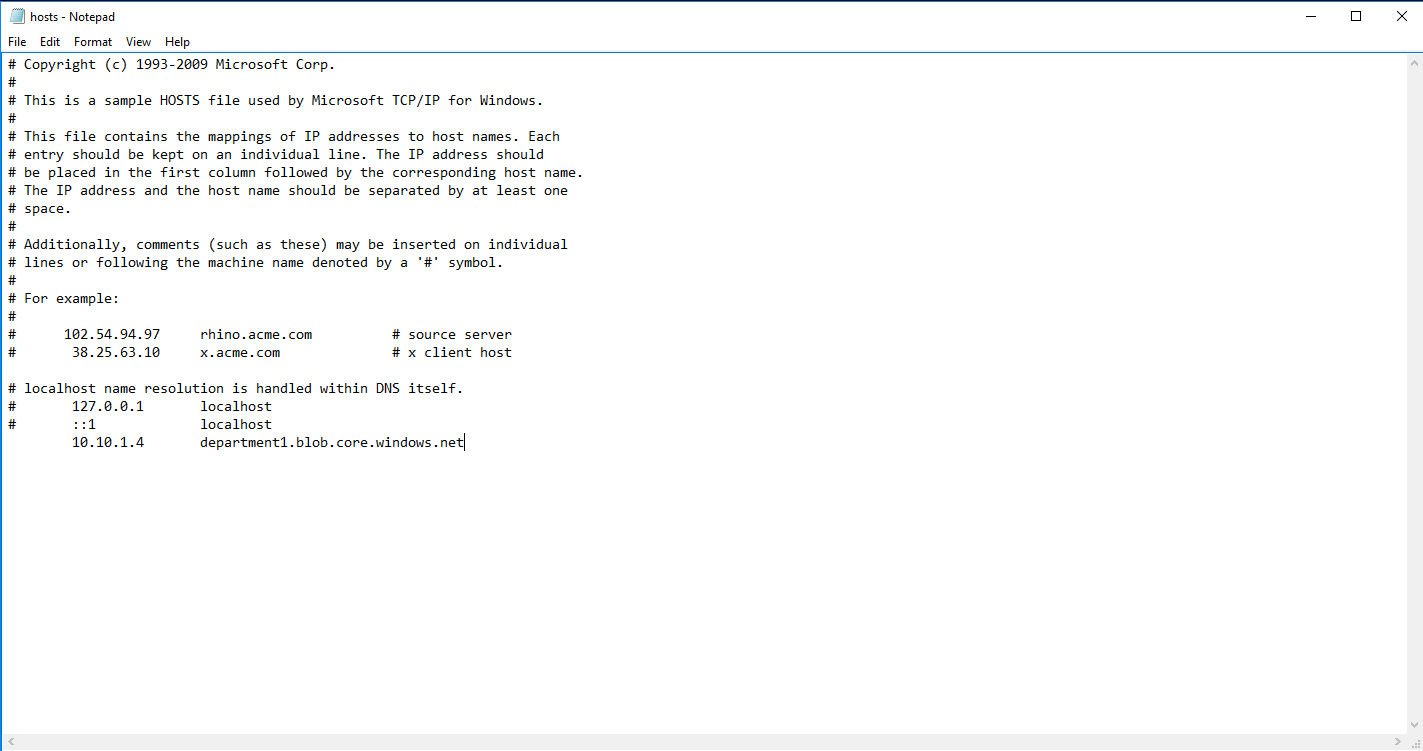 hosts - Notepad
File Edit Format View Help
# Copyright (c) 1993-2009 Microsoft Corp.
#
# This is a sample HOSTS file used by Microsoft TCP/IP for Windows.
#
# This file contains the mappings of IP addresses to host names. Each
# entry should be kept on an individual line. The IP address should
# be placed in the first column followed by the corresponding host name.
# The IP address and the host name should be separated by at least one
# space.
#
# Additionally, comments (such as these) may be inserted on individual
# lines or following the machine name denoted by a '#' symbol.
#
# For example:
#
#      102.54.94.97     rhino.acme.com          # source server
#       38.25.63.10     x.acme.com              # x client host

# localhost name resolution is handled within DNS itself.
#       127.0.0.1       localhost
#       ::1             localhost
        10.10.1.4       department1.blob.core.windows.net